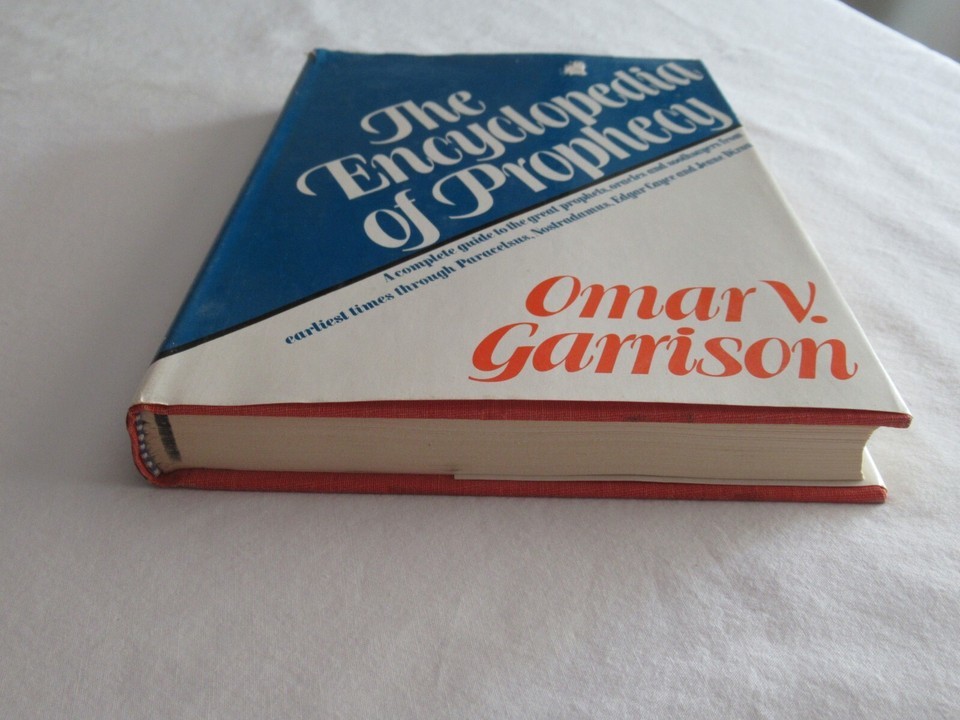 The
Encyclopedia
of Prophecy
A complete guide to the great prophets, oracles and soothsayers from
earliest times through Paracelsus, Nostradamus, Edgar Cayce and Jeane Dixon
Omar V.
Garrison